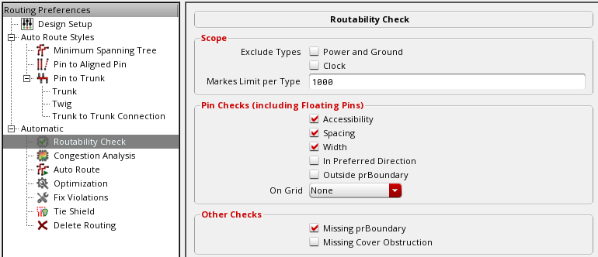 Routing Preferences
Design Setup
Auto Route Styles
Minimum Spanning Tree
Pin to Aligned Pin
Pin to Trunk
Trunk
Twig
Trunk to Trunk Connection
Automatic
Routability Check
Congestion Analysis
Auto Route
Optimization
Fix Violations
Tie Shield
Delete Routing
Routability Check
Scope
Exclude Types Power and Ground
Clock
Markes Limit per Type 1000
Pin Checks (including Floating Pins)
Accessibility
Spacing
Width
In Preferred Direction
Outside prBoundary
On Grid None
Other Checks
Missing prBoundary
Missing Cover Obstruction